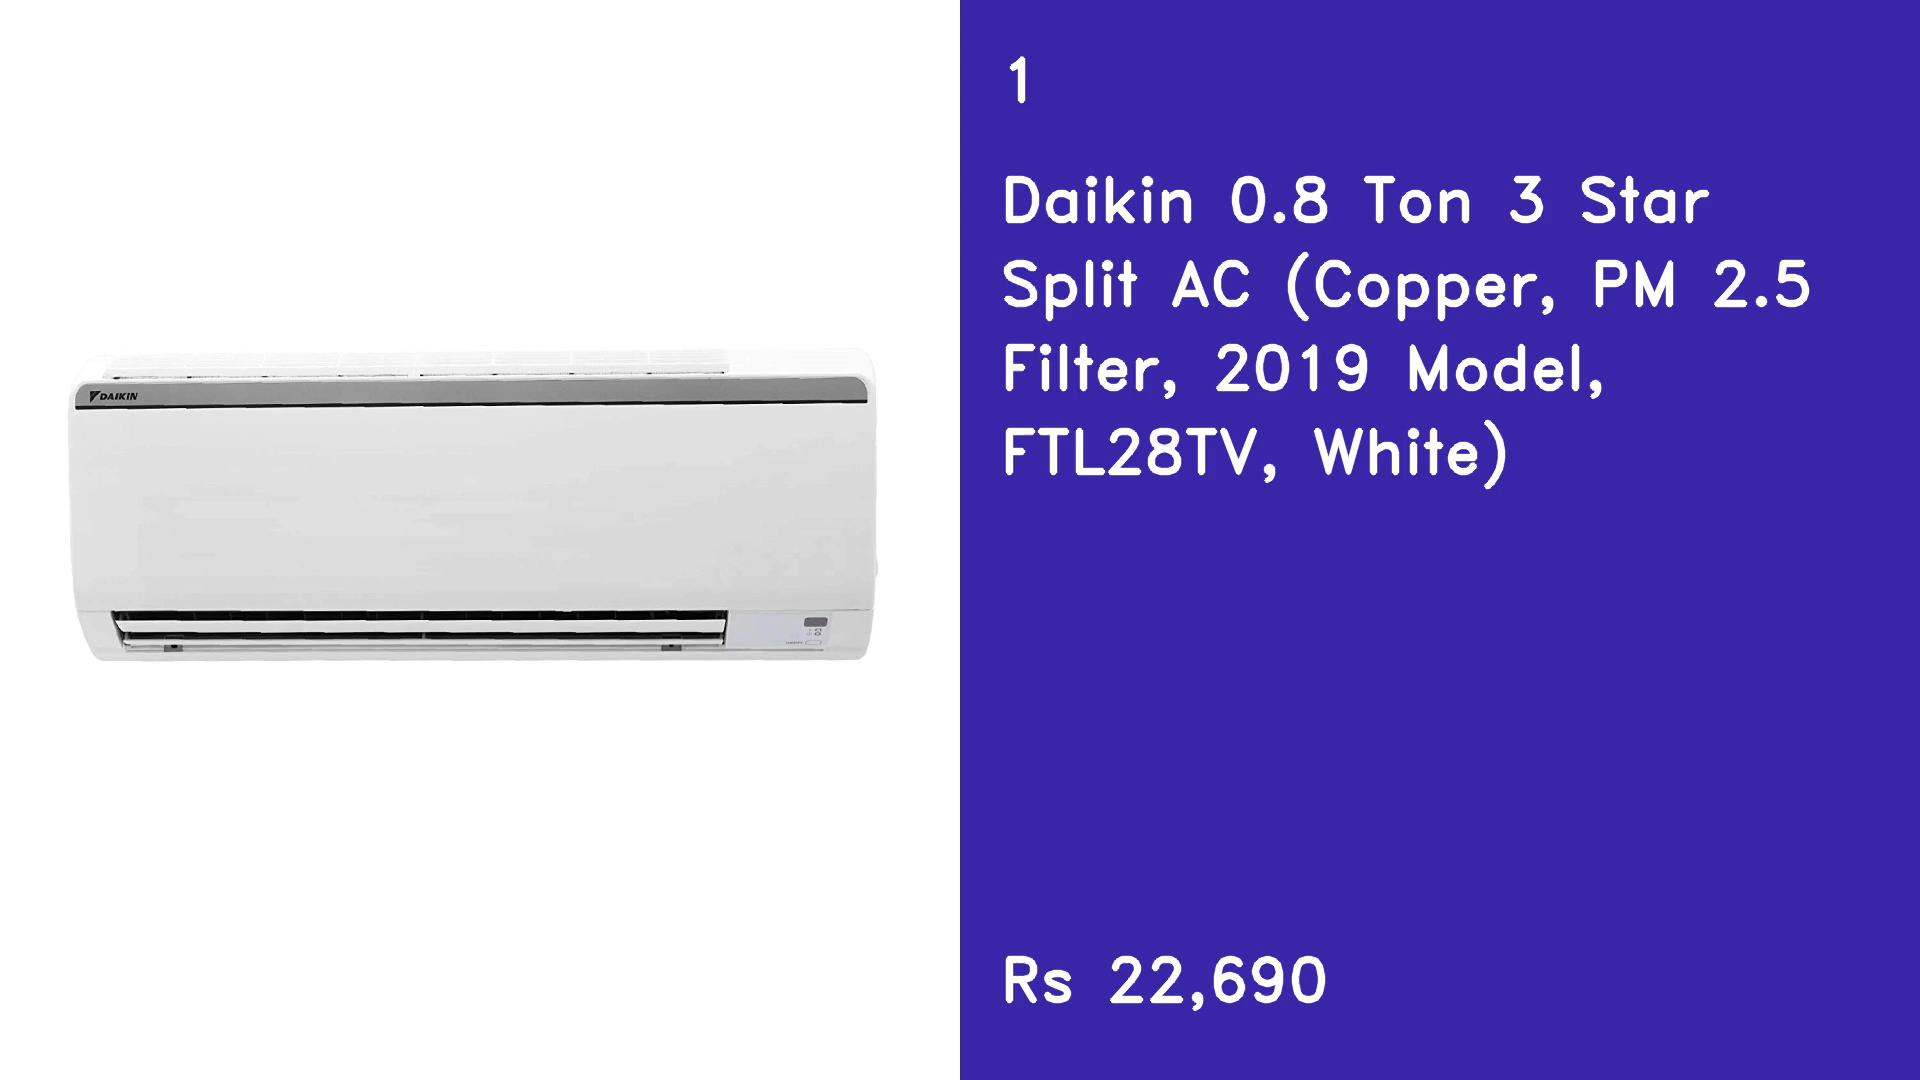 DAIKIN
1
Daikin 0.8 Ton 3 Star
Split AC (Copper, PM 2.5
Filter, 2019 Model,
FTL28TV, White)
Rs 22,690